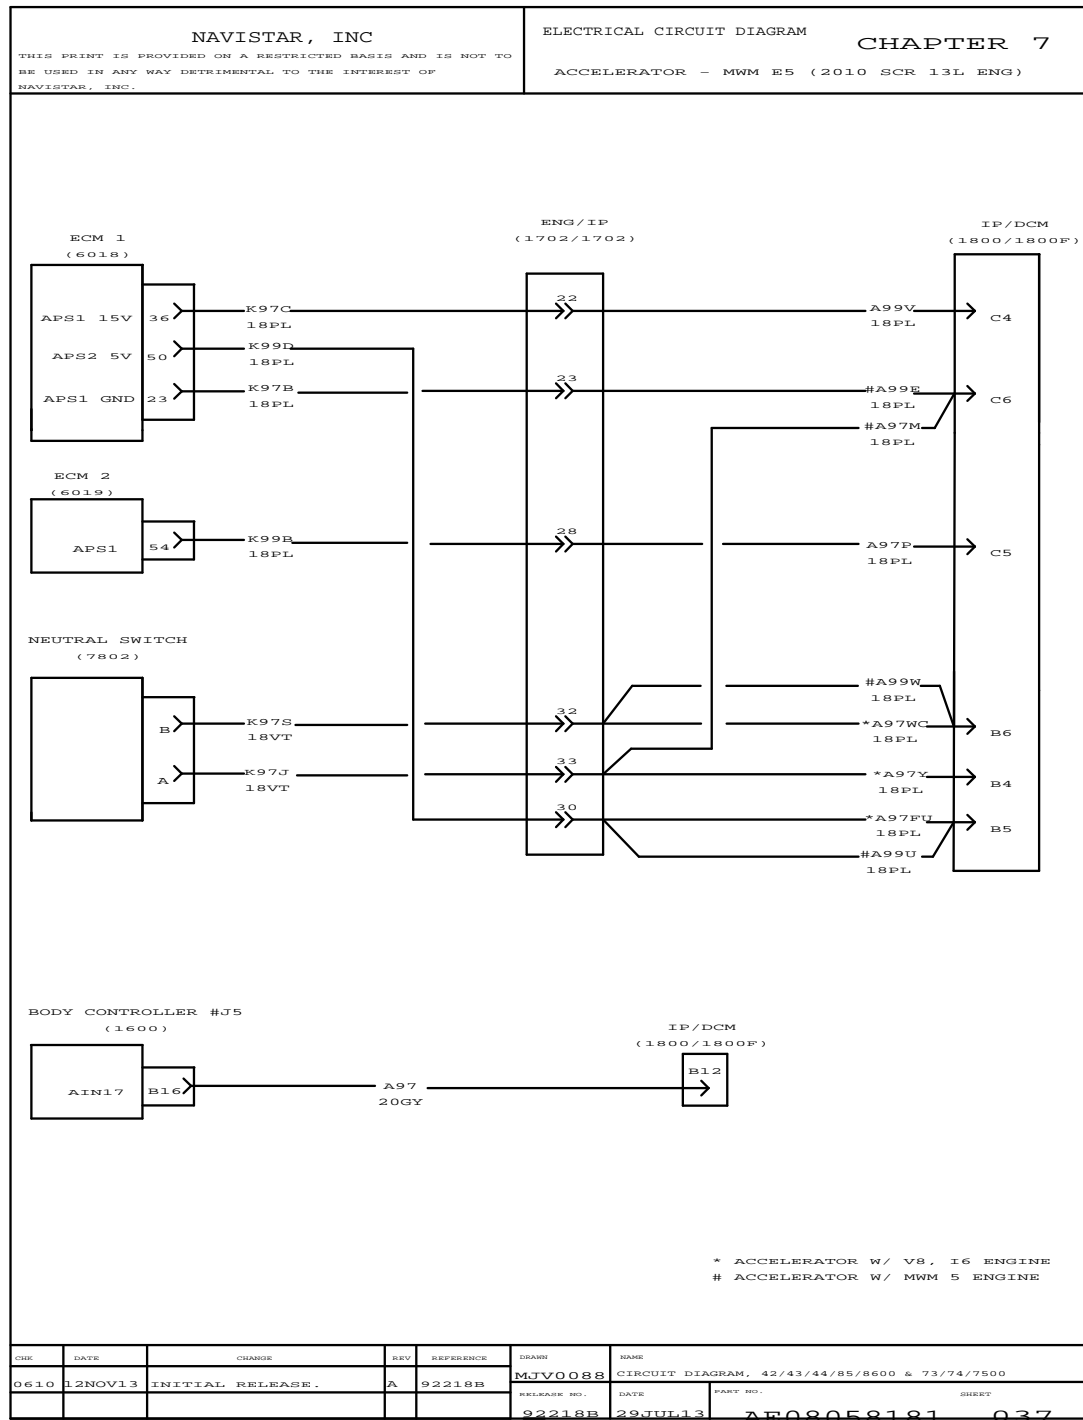 NAVISTAR, INC
THIS PRINT IS PROVIDED ON A RESTRICTED BASIS AND IS NOT TO
BE USED IN ANY WAY DETRIMENTAL TO THE INTEREST OF
NAVISTAR, INC.
ELECTRICAL CIRCUIT DIAGRAM
CHAPTER 7
ACCELERATOR - MWM E5 (2010 SCR 13L ENG)
ECM 1
(6018)
ENG/IP
(1702/1702)
IP/DCM
(1800/1800F)
APS1 15V 36
K97C
18PL
22
A99V
18PL
C4
APS2 5V 50
K99D
18PL
APS1 GND 23
K97B
18PL
23
#A99E
18PL
C6
#A97M
18PL
ECM 2
(6019)
APS1 54
K99B
18PL
28
A97P
18PL
C5
NEUTRAL SWITCH
(7802)
#A99W
18PL
B
K97S
18VT
32
*A97WC
18PL
B6
A
K97J
18VT
33
*A97Y
18PL
B4
30
*A97FU
18PL
B5
#A99U
18PL
BODY CONTROLLER #J5
(1600)
IP/DCM
(1800/1800F)
AIN17 B16
A97
20GY
B12
* ACCELERATOR W/ V8, I6 ENGINE
# ACCELERATOR W/ MWM 5 ENGINE
CHK DATE CHANGE REV REFERENCE DRAWN NAME
0610 12NOV13 INITIAL RELEASE. A 92218B MJV0088 CIRCUIT DIAGRAM, 42/43/44/85/8600 & 73/74/7500
RELEASE NO. DATE PART NO. SHEET
92218B 29JUL13 AF08058181 037